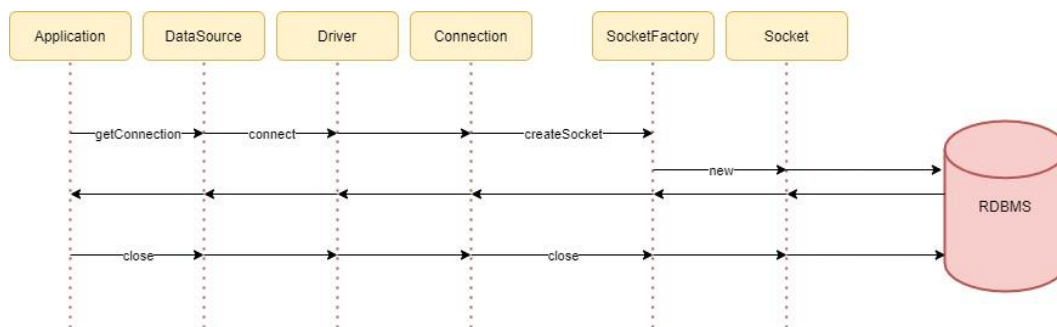 Application
DataSource
Driver
Connection
SocketFactory
Socket
getConnection
connect
createSocket
new
RDBMS
close
close